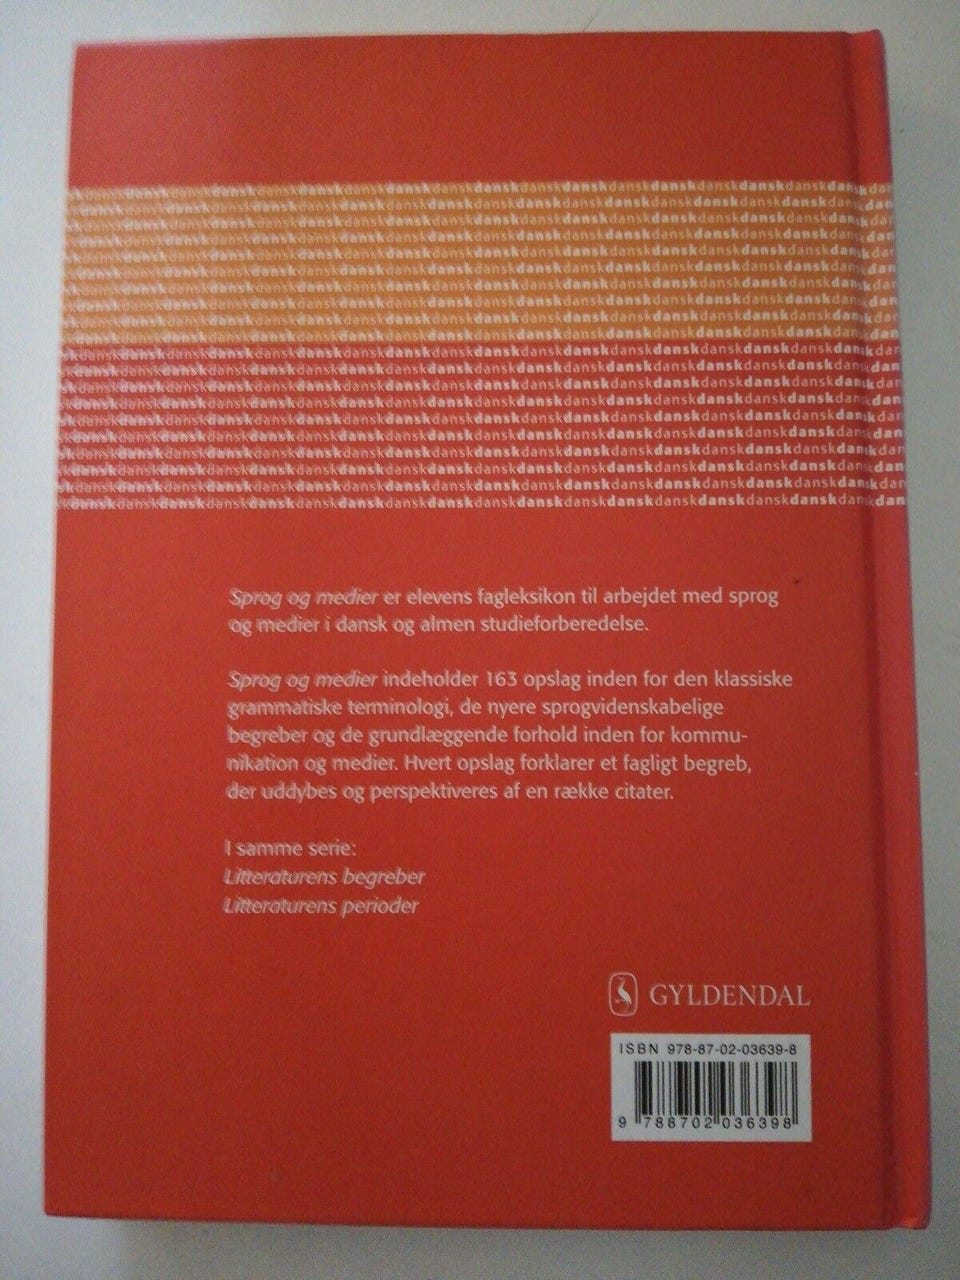 Sprog og medier er elevens fagleksikon til arbejdet med sprog
og medier i dansk og almen studieforberedelse.
Sprog og medier indeholder 163 opslag inden for den klassiske
grammatiske terminologi, de nyere sprogvidenskabelige
begreber og de grundlæggende forhold inden for kommu-
nikation og medier. Hvert opslag forklarer et fagligt begreb,
der uddybes og perspektiveres af en række citater.
I samme serie:
Litteraturens begreber
Litteraturens perioder
GYLDENDAL
ISBN 978-87-02-03639-8
9 788702 036398